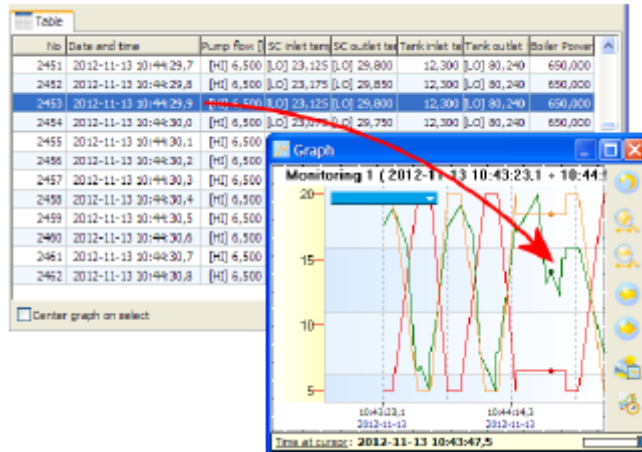 Table
No Date and time Pump flow [ SC inlet tem SC outlet tem Tank inlet te Tank outlet Boiler Power
2451 2012-11-13 10:44:29,7 [HI] 6,500 [LO] 23,125 [LO] 29,800 12,300 [LO] 80,240 650,000
2452 2012-11-13 10:44:29,8 [HI] 6,500 [LO] 23,175 [LO] 29,850 12,300 [LO] 80,240 650,000
2453 2012-11-13 10:44:29,9 [HI] 6,500 [LO] 23,125 [LO] 29,800 12,300 [LO] 80,240 650,000
2454 2012-11-13 10:44:30,0 [HI] 6,500 [LO] 23,075 [LO] 29,750 12,300 [LO] 80,240 650,000
2455 2012-11-13 10:44:30,1 [HI] 6,500
2456 2012-11-13 10:44:30,2 [HI] 6,500
2457 2012-11-13 10:44:30,3 [HI] 6,500
2458 2012-11-13 10:44:30,4 [HI] 6,500
2459 2012-11-13 10:44:30,5 [HI] 6,500
2460 2012-11-13 10:44:30,6 [HI] 6,500
2461 2012-11-13 10:44:30,7 [HI] 6,500
2462 2012-11-13 10:44:30,8 [HI] 6,500
Center graph on select
Graph
Monitoring 1 ( 2012-11-13 10:43:23.1 ÷ 10:44:
20
15
10
5
10:43:23,1 10:44:14,3
2012-11-13 2012-11-13
Time at cursor: 2012-11-13 10:43:47,5